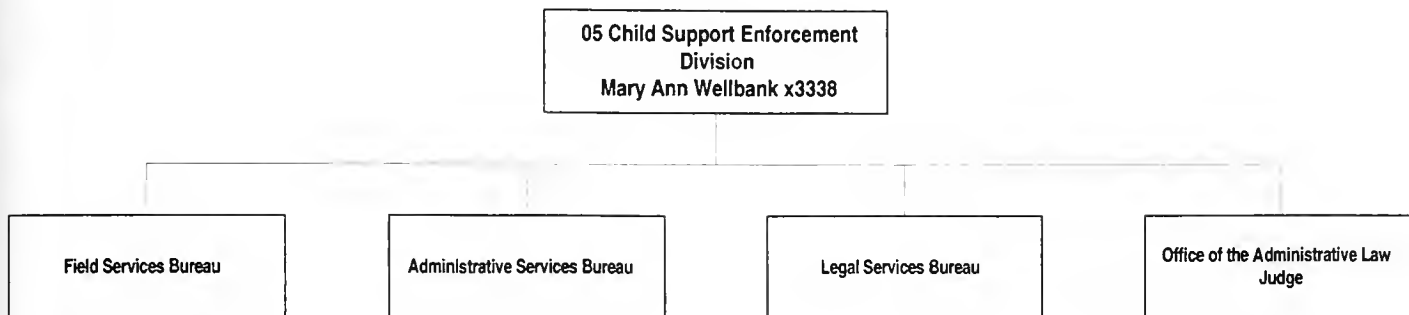 05 Child Support Enforcement
Division
Mary Ann Wellbank x3338
Field Services Bureau
Administrative Services Bureau
Legal Services Bureau
Office of the Administrative Law
Judge